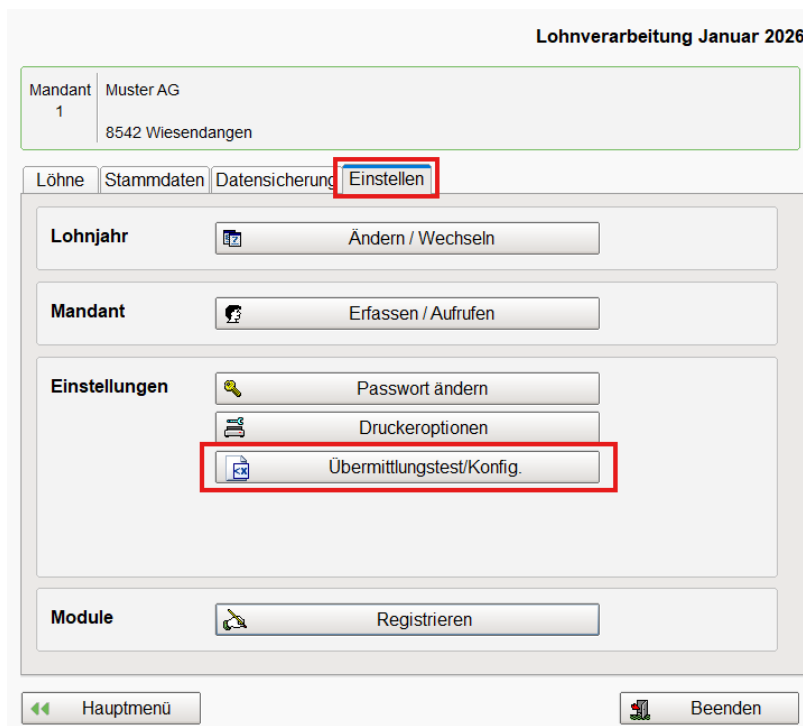 Lohnverarbeitung Januar 2026
Mandant
1
Muster AG
8542 Wiesendangen
Löhne
Stammdaten
Datensicherung
Einstellen
Lohnjahr
Ändern / Wechseln
Mandant
Erfassen / Aufrufen
Einstellungen
Passwort ändern
Druckeroptionen
Übermittlungstest/Konfig.
Module
Registrieren
Hauptmenü
Beenden